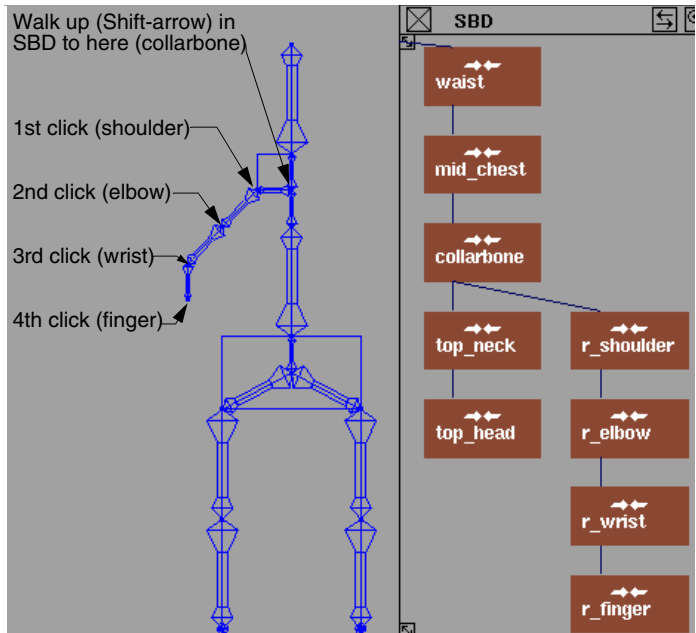 Walk up (Shift-arrow) in
SBD to here (collarbone)
1st click (shoulder)
2nd click (elbow)
3rd click (wrist)
4th click (finger)
SBD
waist
mid_chest
collarbone
top_neck
r_shoulder
top_head
r_elbow
r_wrist
r_finger